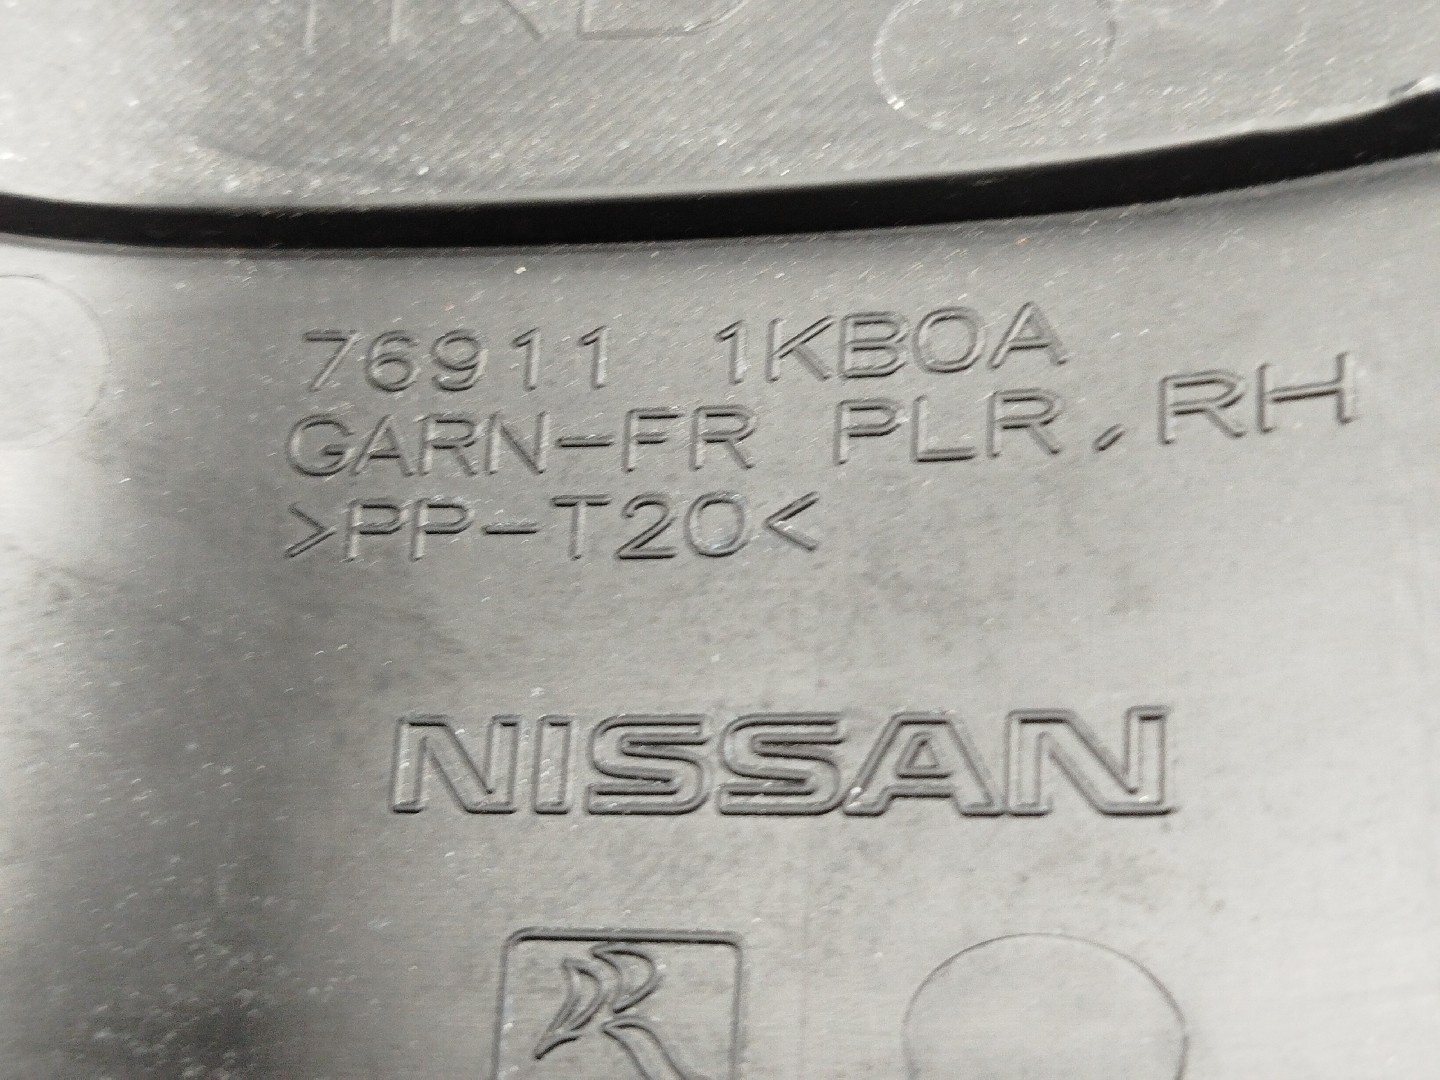 76911 1KB0A
GARN-FR PLR, RH
>PP-T20<
NISSAN